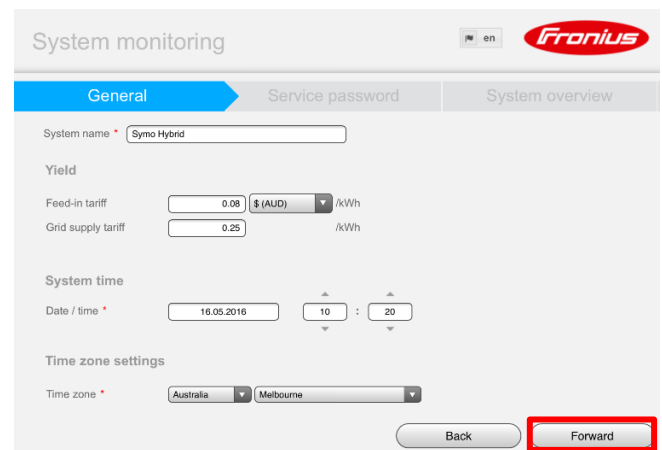 System monitoring
en
Fronius
General
Service password
System overview
System name * Symo Hybrid
Yield
Feed-in tariff 0.08 $ (AUD) /kWh
Grid supply tariff 0.25 /kWh
System time
Date / time * 16.05.2016 10 : 20
Time zone settings
Time zone * Australia Melbourne
Back
Forward